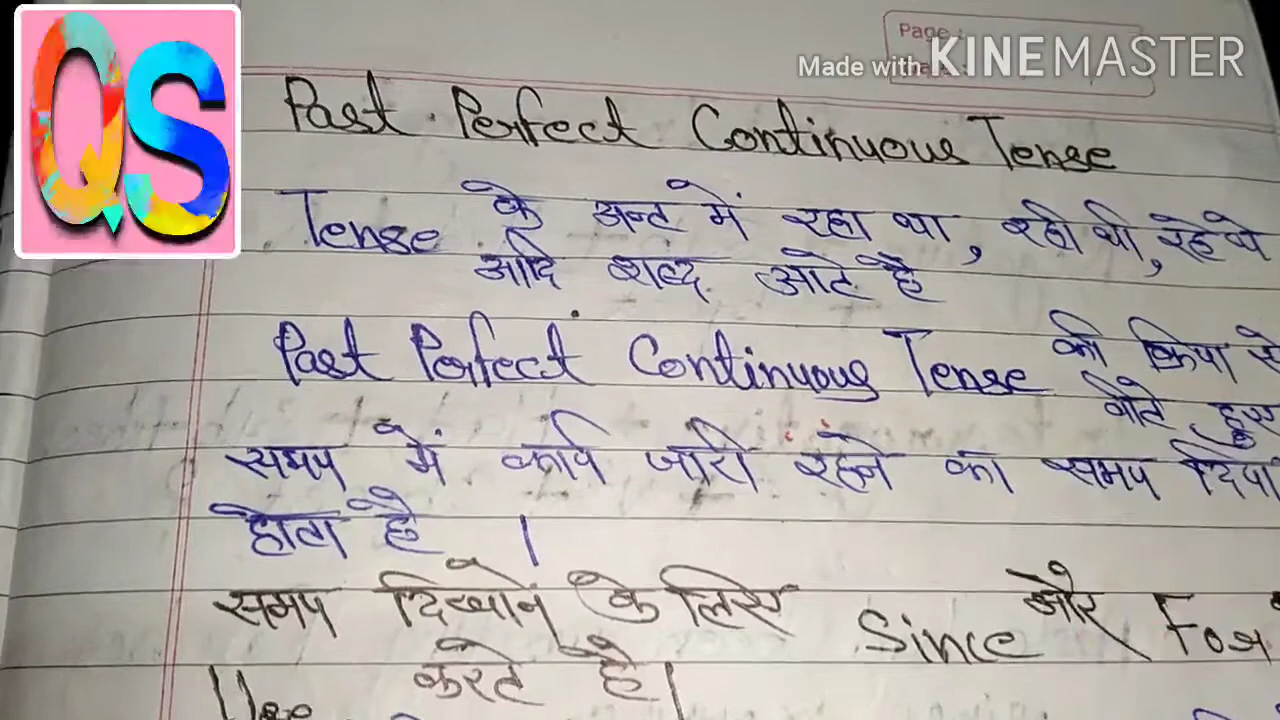 QS
Page :
Made with KINEMASTER
Past Perfect Continuous Tense
Tense के अन्त में रहा था, रही थी, रहे थे
आदि शब्द आते है
Past Perfect Continuous Tense की क्रिया से
बीते हुए
समय में कार्य जारी रहने का समय दिया
होता है ।
समय दिखाने के लिए Since और For
Use करते है।